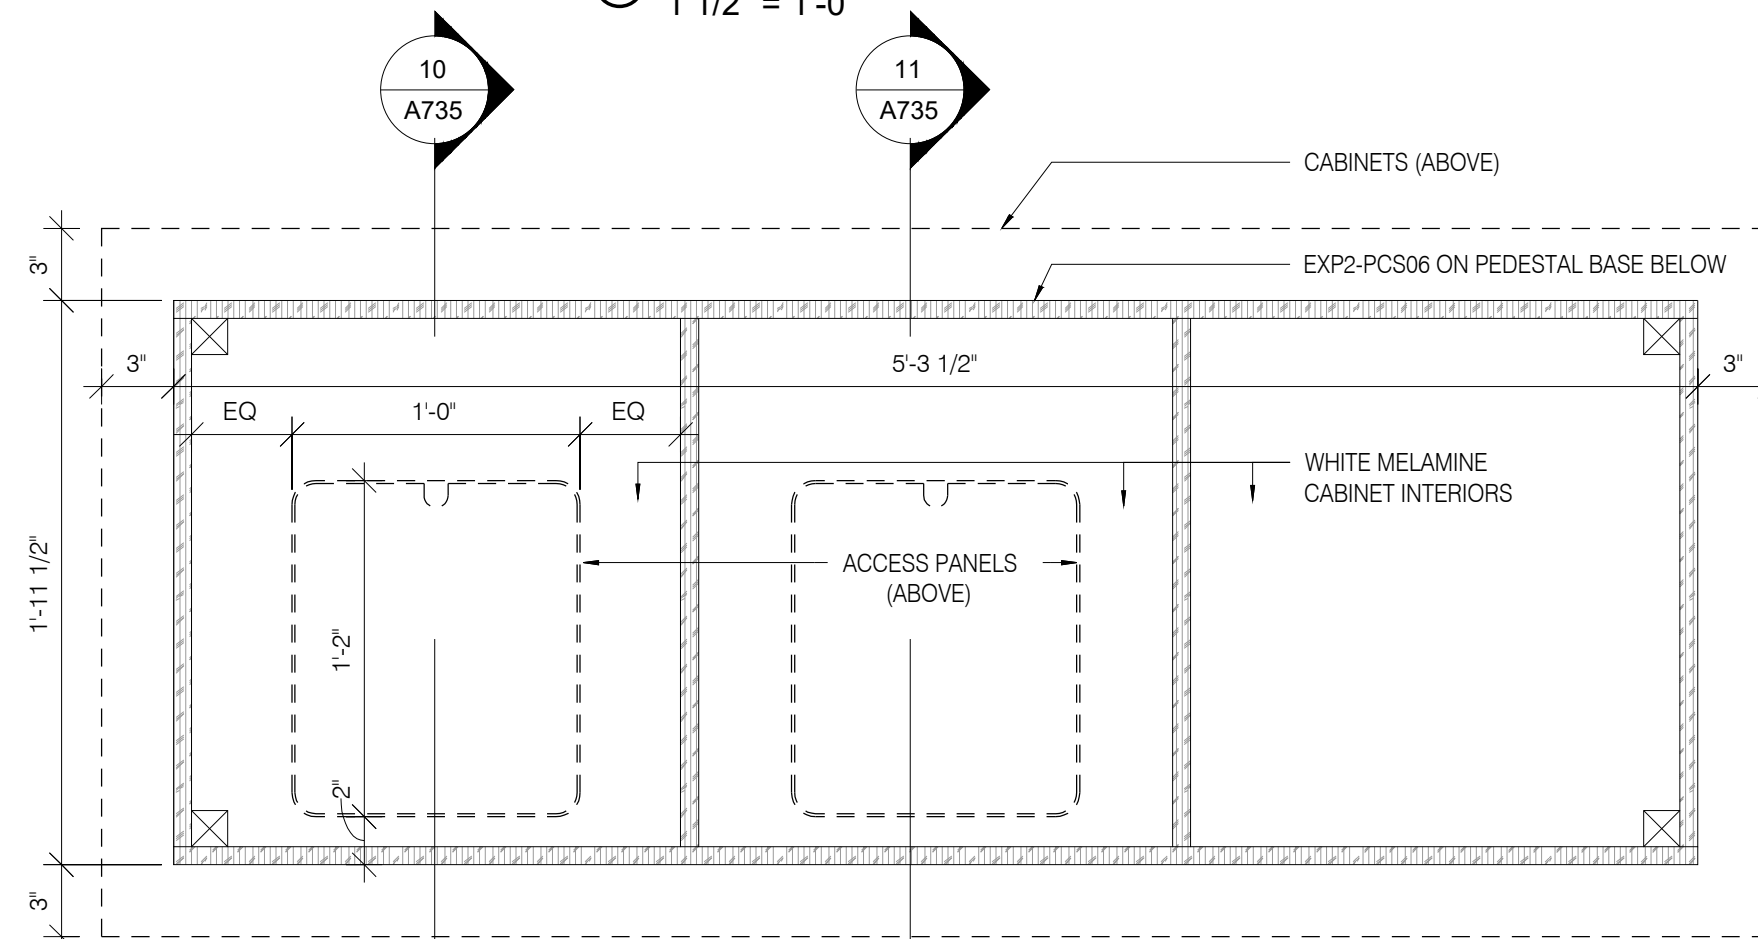 1 1/2" = 1'-0"
10
A735
11
A735
CABINETS (ABOVE)
EXP2-PCS06 ON PEDESTAL BASE BELOW
3"
3"
5'-3 1/2"
3"
EQ
1'-0"
EQ
WHITE MELAMINE
CABINET INTERIORS
ACCESS PANELS
(ABOVE)
1'-11 1/2"
1'-2"
2"
3"